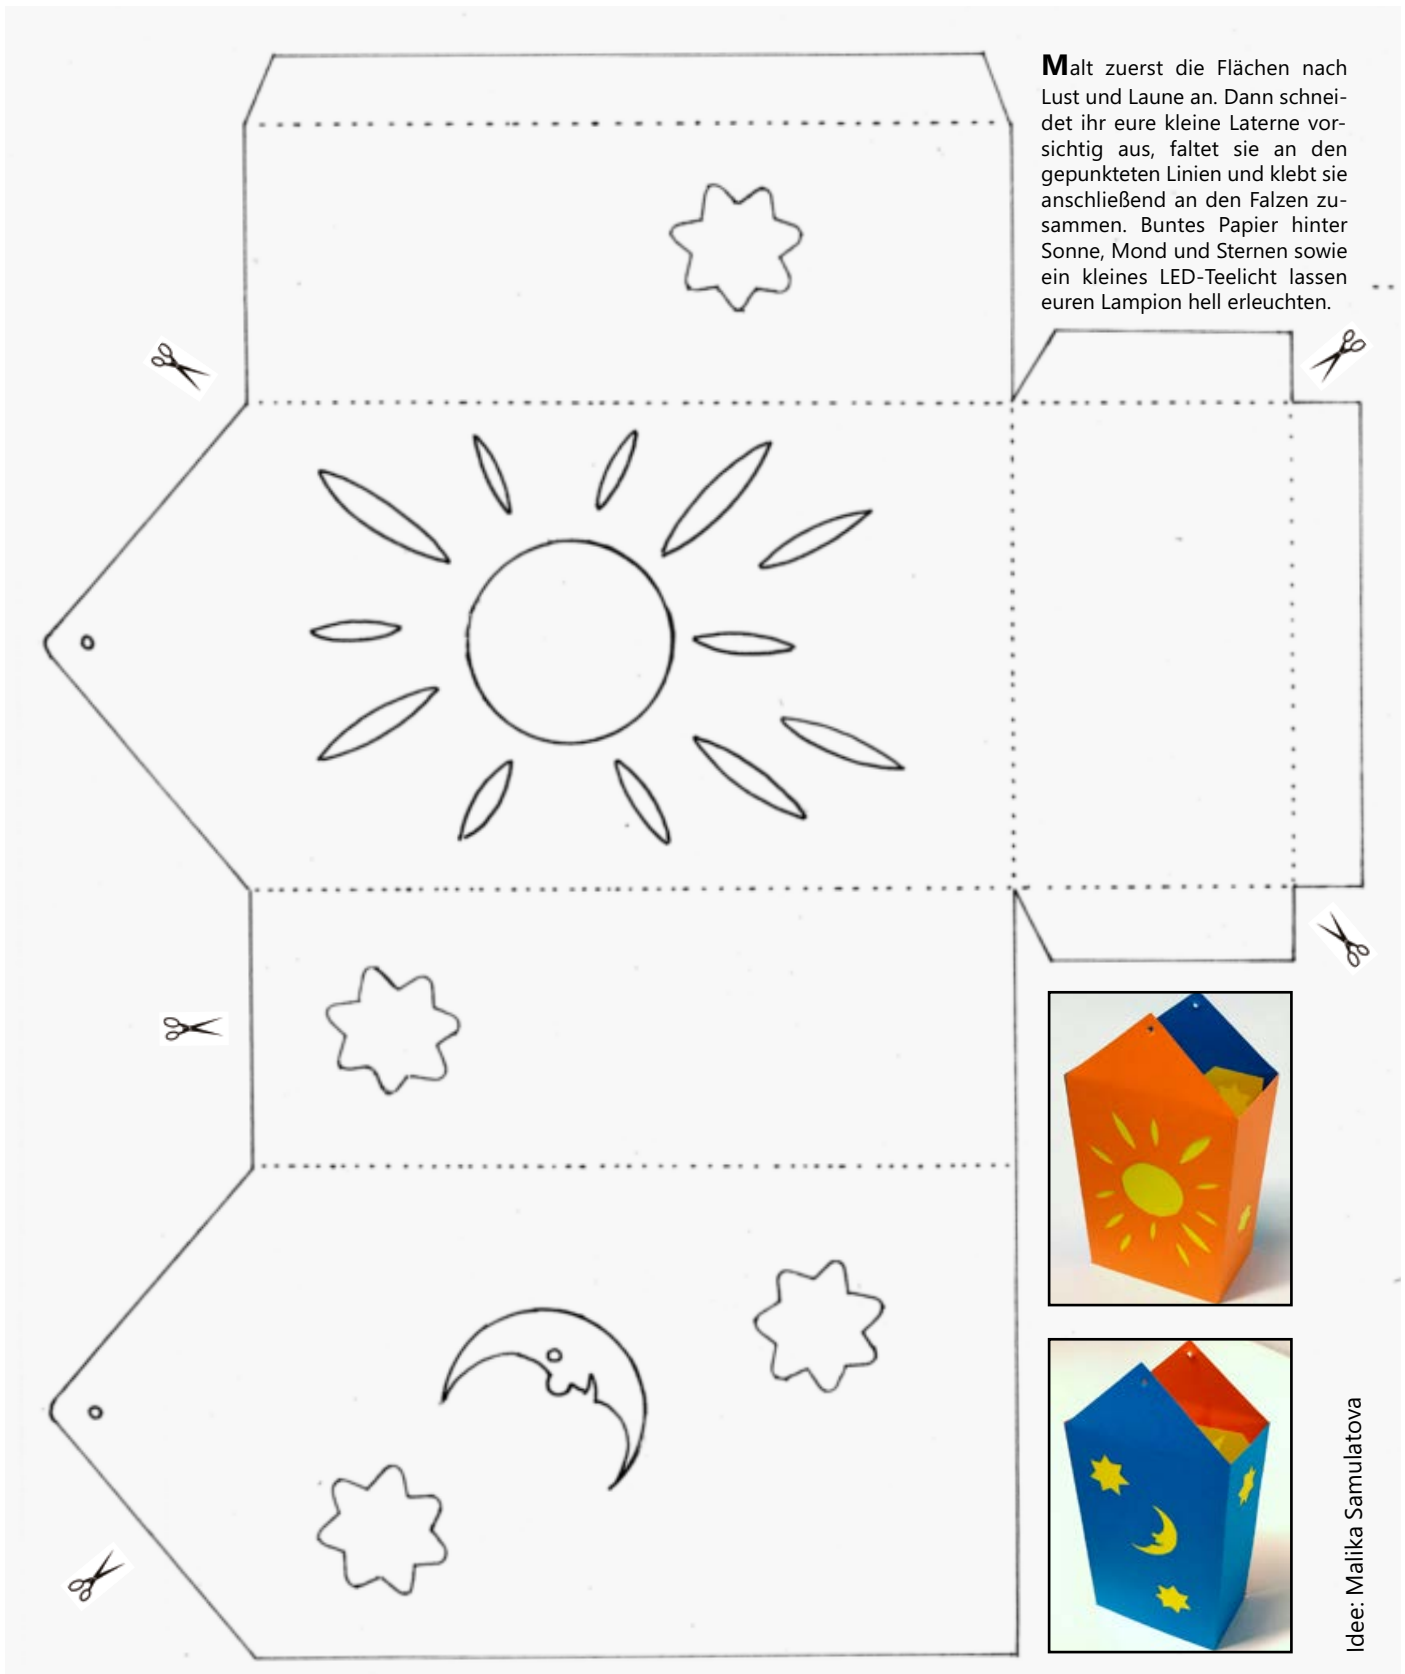 Malt zuerst die Flächen nach
Lust und Laune an. Dann schnei-
det ihr eure kleine Laterne vor-
sichtig aus, faltet sie an den
gepunkteten Linien und klebt sie
anschließend an den Falzen zu-
sammen. Buntes Papier hinter
Sonne, Mond und Sternen sowie
ein kleines LED-Teelicht lassen
euren Lampion hell erleuchten.
Idee: Malika Samulatova